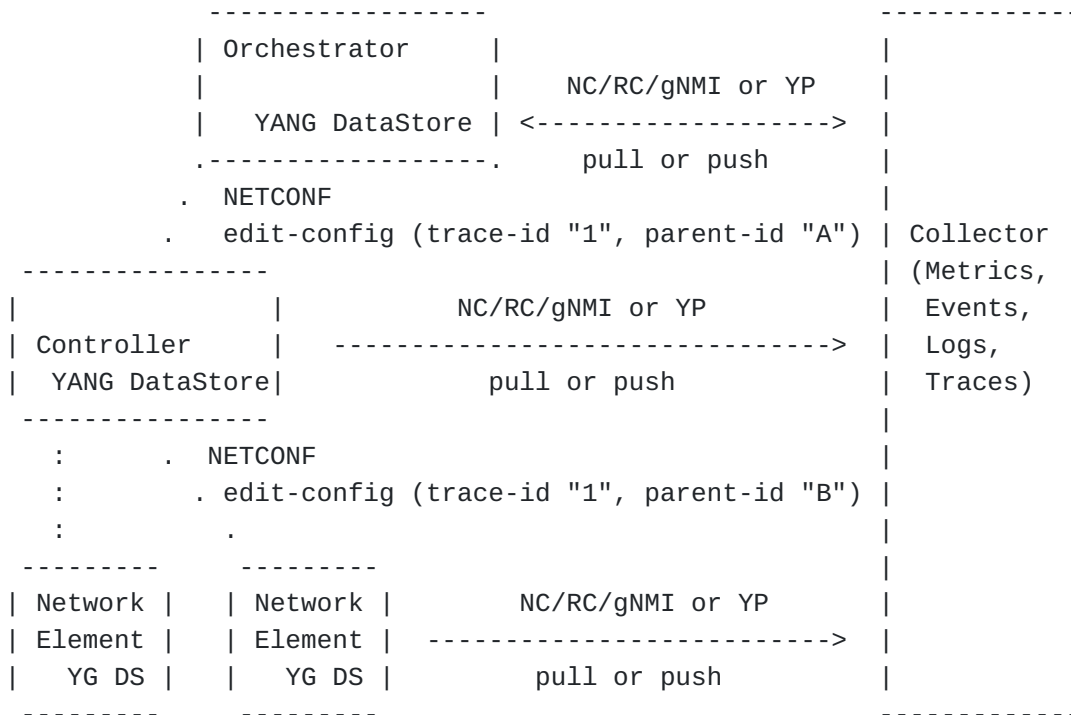 ------------------                         -------------
            | Orchestrator     |                        |
            |                  |    NC/RC/gNMI or YP    |
            |   YANG DataStore | <------------------->  |
            .------------------.     pull or push       |
           .  NETCONF                                   |
          .   edit-config (trace-id "1", parent-id "A") | Collector
 ----------------                                       | (Metrics,
|                |           NC/RC/gNMI or YP           |  Events,
| Controller     |   -------------------------------->  |  Logs,
|  YANG DataStore|             pull or push             |  Traces)
 ----------------                                       |
   :      .  NETCONF                                    |
   :        . edit-config (trace-id "1", parent-id "B") |
   :          .                                         |
 ---------     ---------                                |
| Network |   | Network |        NC/RC/gNMI or YP       |
| Element |   | Element |  -------------------------->  |
|   YG DS |   |   YG DS |         pull or push          |
 ---------     ---------                                -------------